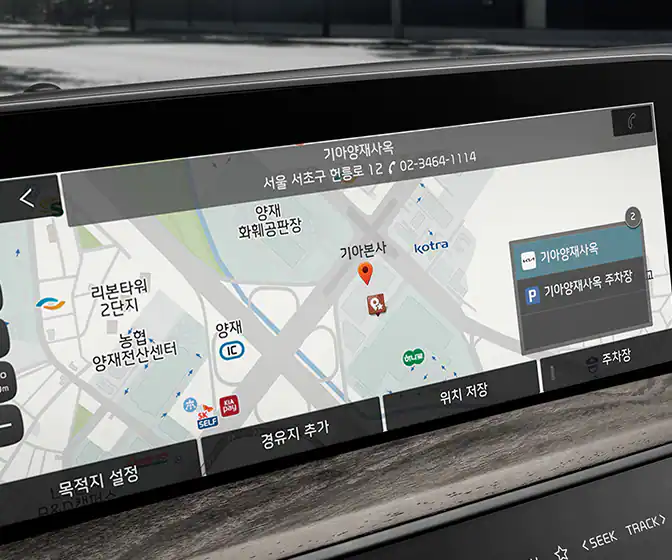 기아양재사옥
서울 서초구 헌릉로 12 02-3464-1114
<
양재
화훼공판장
기아본사
kotra
2
KIA 기아양재사옥
P 기아양재사옥 주차장
리본타워
2단지
농협
양재전산센터
양재
IC
하나로
SK
SELF
KIA
pay
목적지 설정
경유지 추가
위치 저장
주차장
☆ <SEEK TRACK>